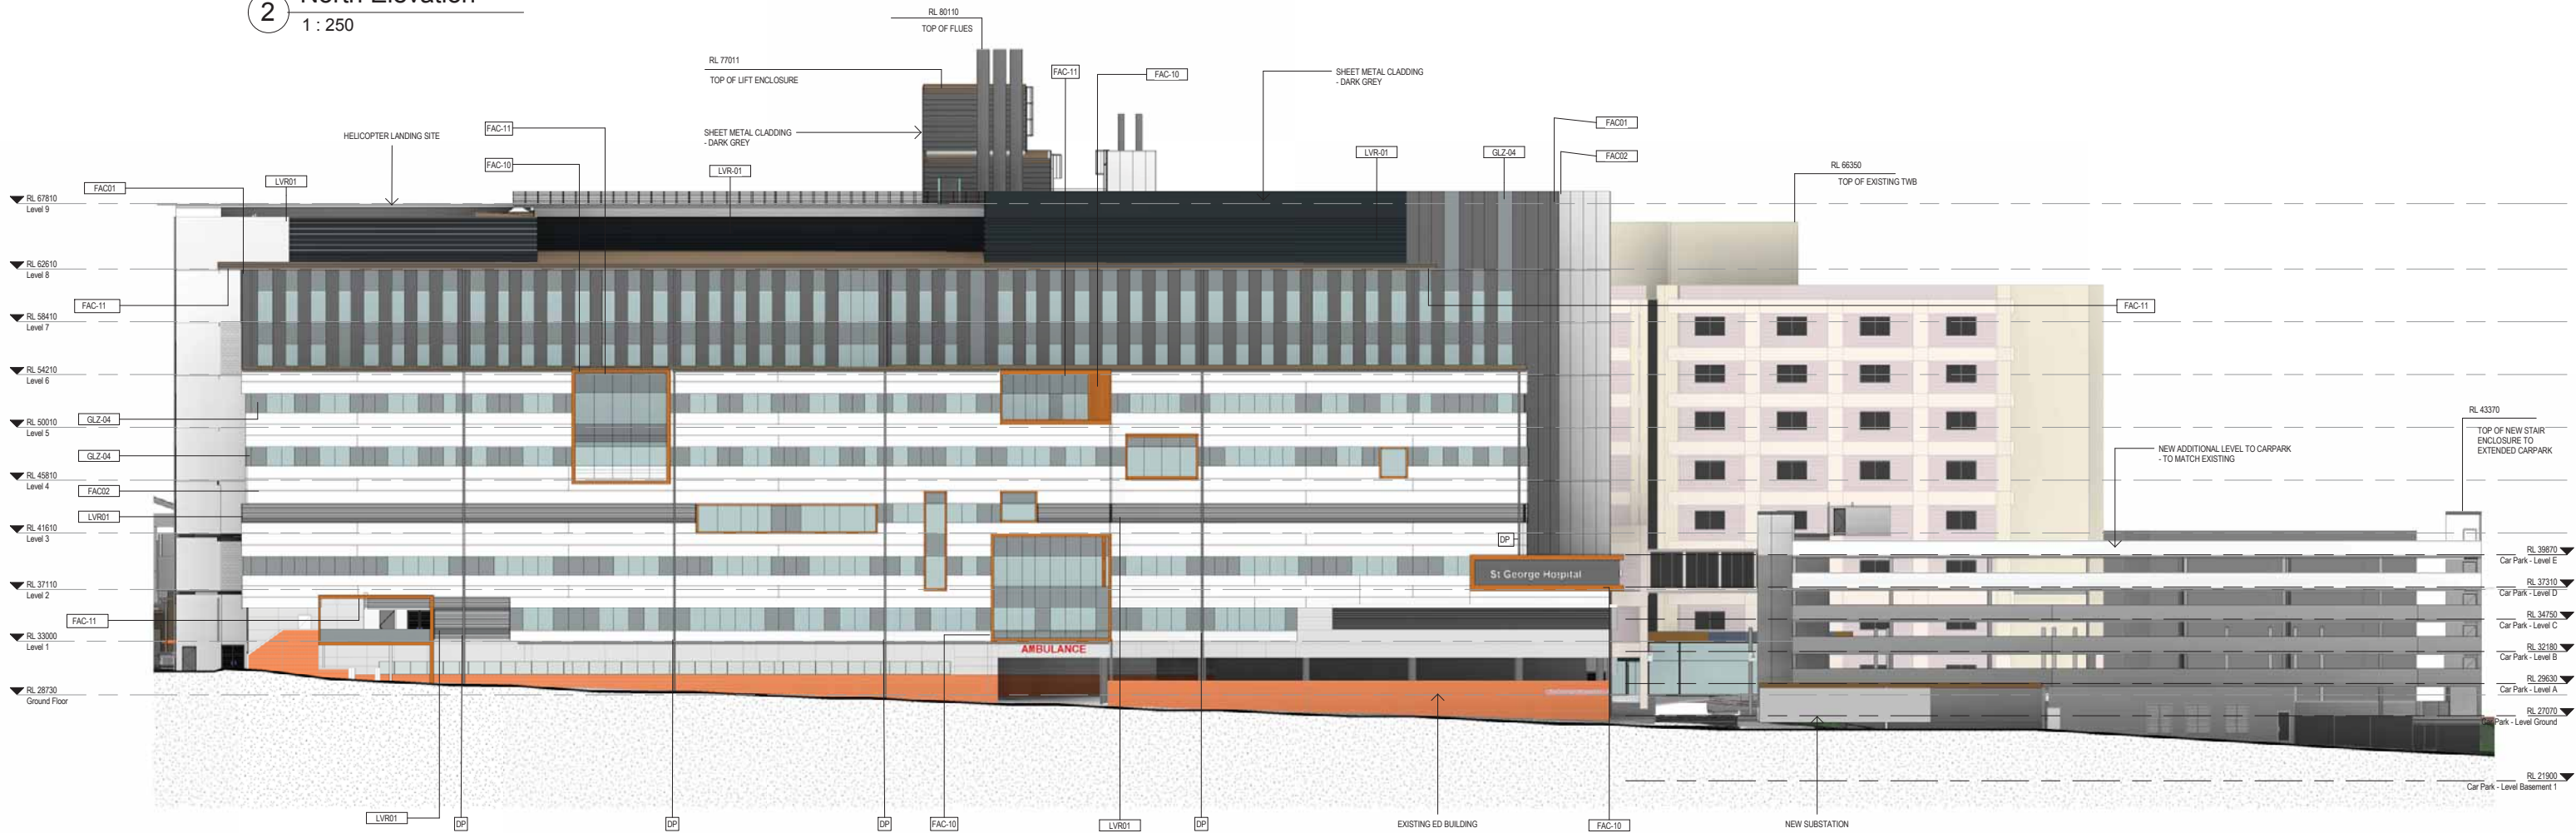 2
North Elevation
1 : 250
RL 80110
TOP OF FLUES
RL 77011
TOP OF LIFT ENCLOSURE
FAC-11
FAC-10
SHEET METAL CLADDING
- DARK GREY
HELICOPTER LANDING SITE
FAC-11
SHEET METAL CLADDING
- DARK GREY
FAC01
FAC-10
LVR-01
LVR-01
GLZ-04
FAC02
RL 66350
TOP OF EXISTING TWB
FAC01
LVR01
RL 67810
Level 9
RL 62610
Level 8
FAC-11
FAC-11
RL 58410
Level 7
RL 54210
Level 6
GLZ-04
RL 50010
Level 5
RL 43370
TOP OF NEW STAIR
ENCLOSURE TO
EXTENDED CARPARK
NEW ADDITIONAL LEVEL TO CARPARK
- TO MATCH EXISTING
GLZ-04
RL 45810
Level 4
FAC02
LVR01
RL 41610
Level 3
DP
RL 39870
Car Park - Level E
St George Hospital
RL 37110
Level 2
RL 37310
Car Park - Level D
FAC-11
RL 34750
Car Park - Level C
RL 33000
Level 1
AMBULANCE
RL 32180
Car Park - Level B
RL 28730
Ground Floor
RL 29630
Car Park - Level A
RL 27070
Car Park - Level Ground
RL 21900
Car Park - Level Basement 1
LVR01
DP
DP
DP
FAC-10
LVR01
DP
EXISTING ED BUILDING
FAC-10
NEW SUBSTATION